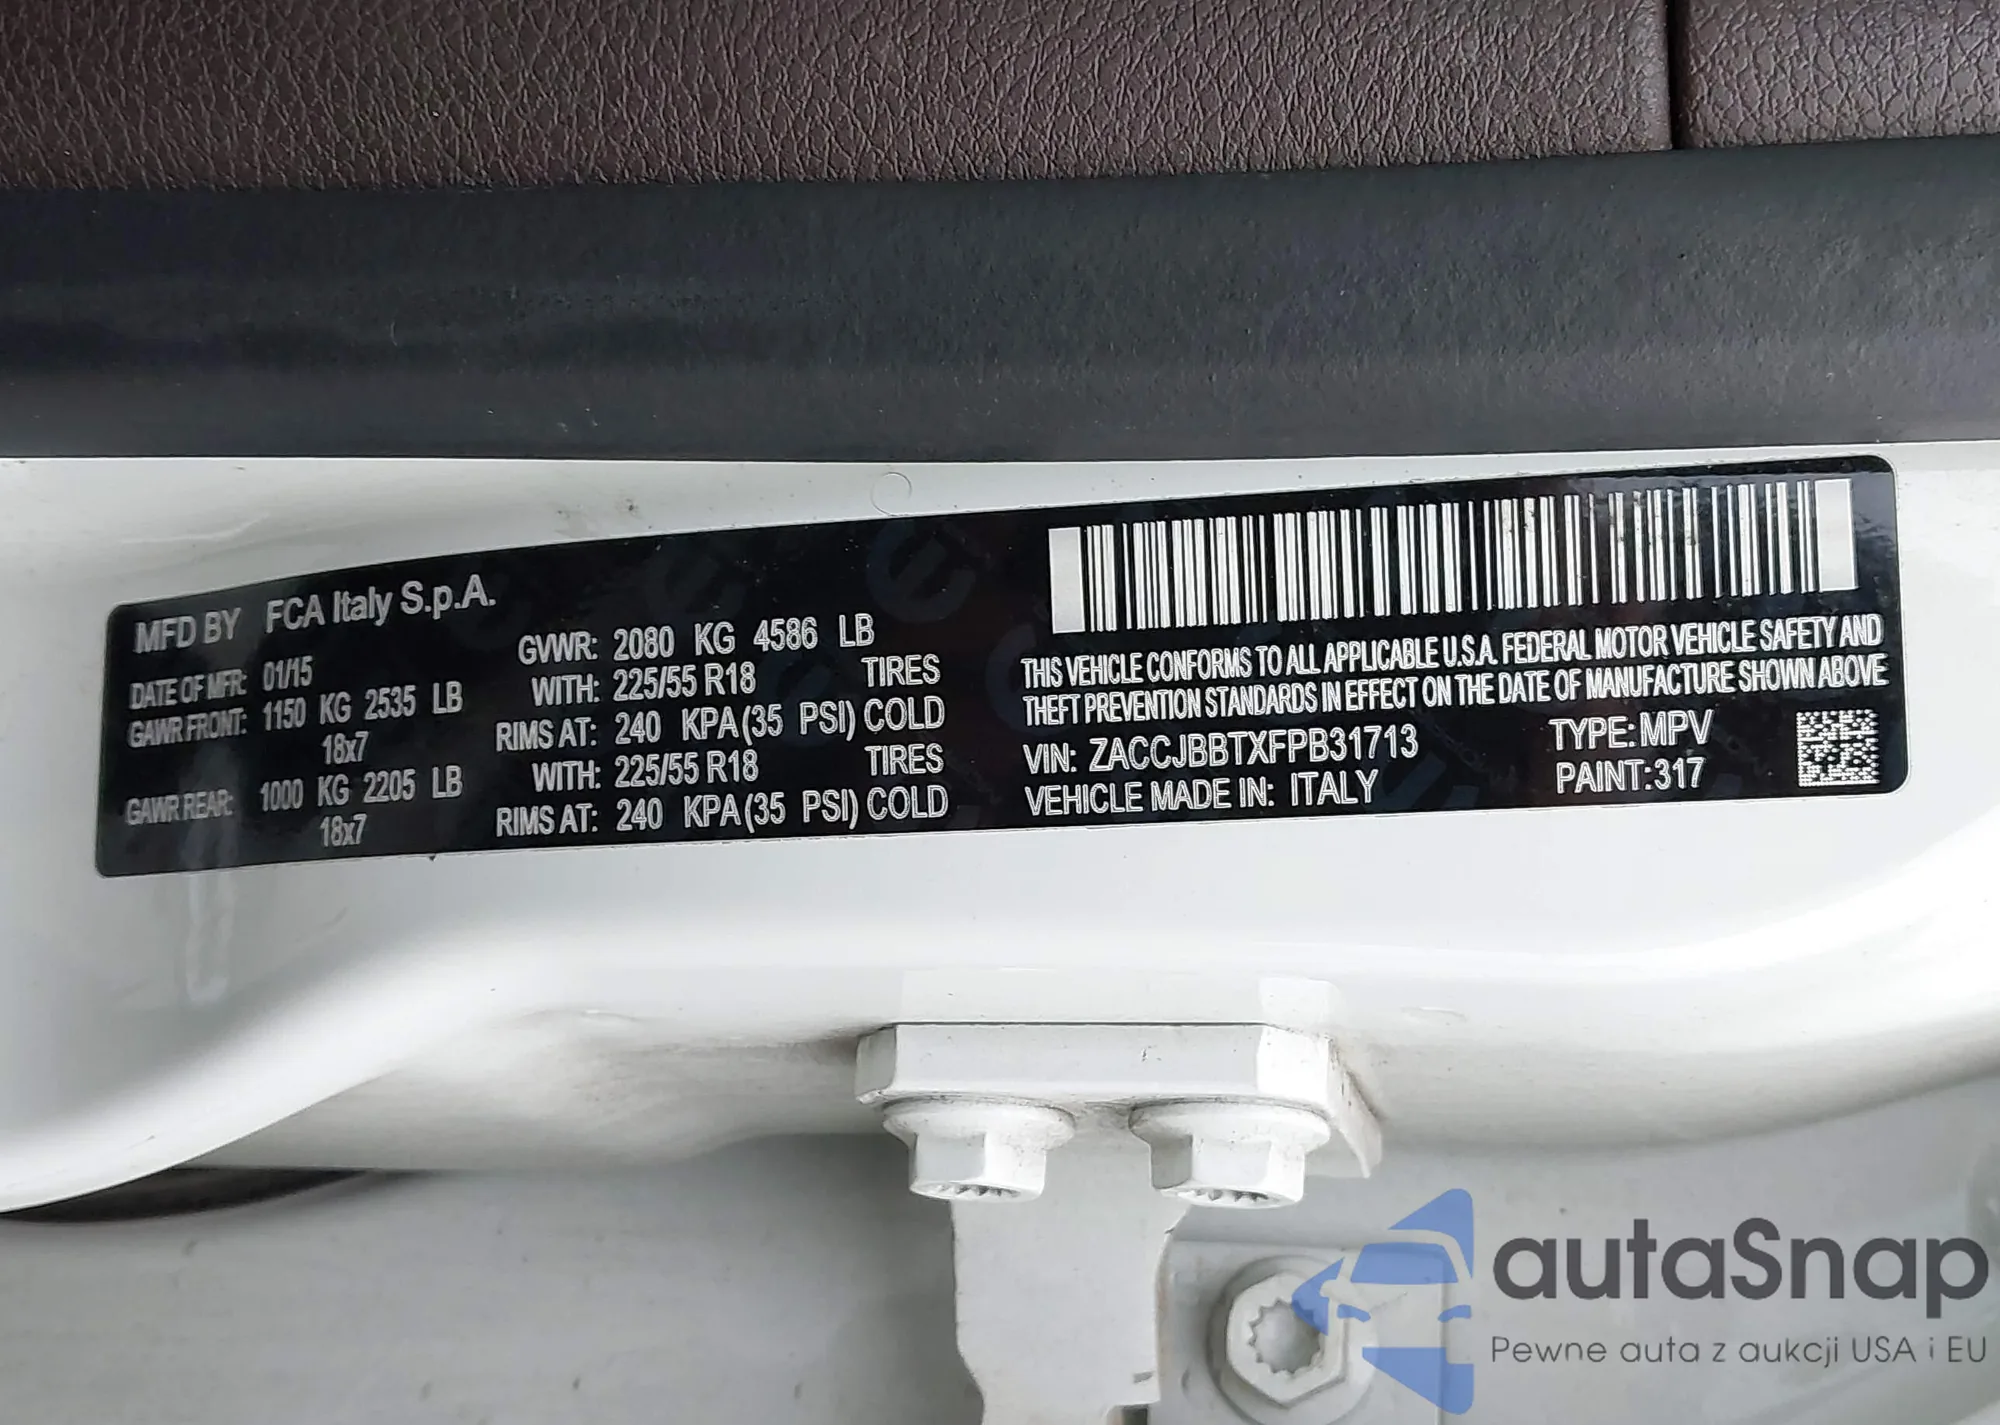 MFD BY FCA Italy S.p.A.
DATE OF MFR: 01/15 GVWR: 2080 KG 4586 LB
GAWR FRONT: 1150 KG 2535 LB WITH: 225/55 R18 TIRES
18x7 RIMS AT: 240 KPA(35 PSI) COLD
GAWR REAR: 1000 KG 2205 LB WITH: 225/55 R18 TIRES
18x7 RIMS AT: 240 KPA(35 PSI) COLD
THIS VEHICLE CONFORMS TO ALL APPLICABLE U.S.A. FEDERAL MOTOR VEHICLE SAFETY AND
THEFT PREVENTION STANDARDS IN EFFECT ON THE DATE OF MANUFACTURE SHOWN ABOVE
VIN: ZACCJBBTXFPB31713 TYPE: MPV
VEHICLE MADE IN: ITALY PAINT: 317
autaSnap
Pewne auta z aukcji USA i EU